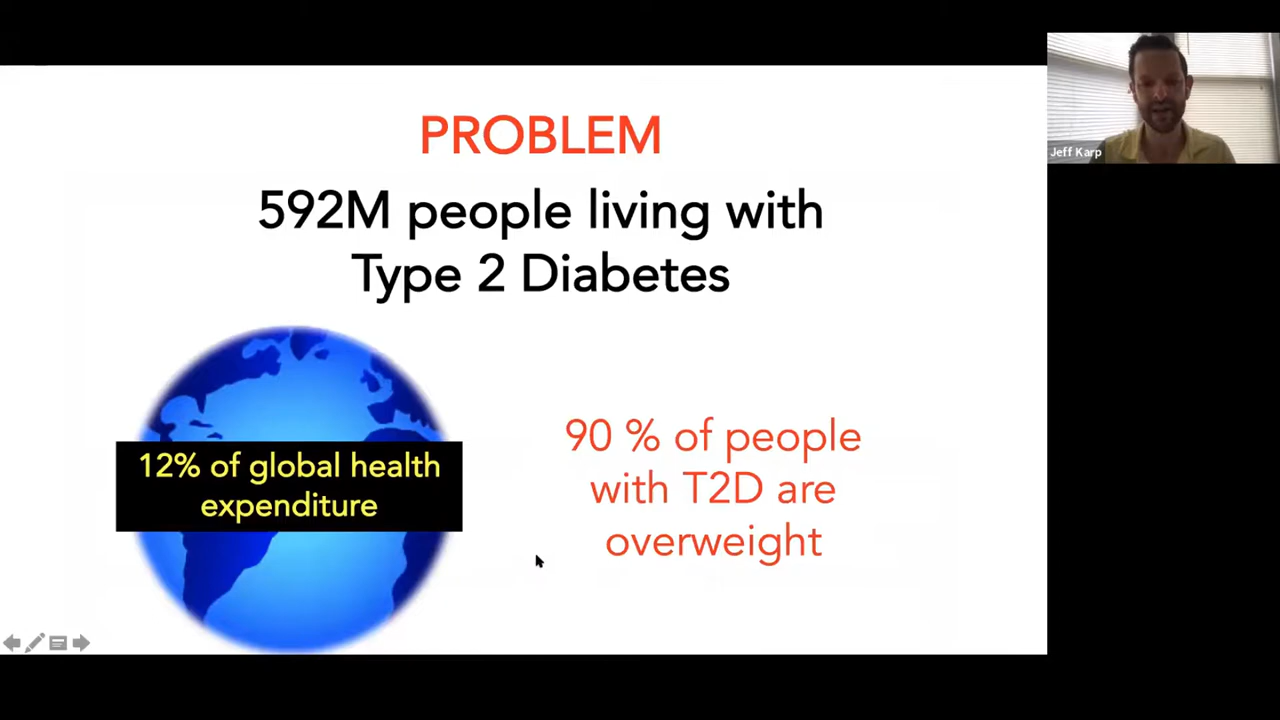 PROBLEM
592M people living with
Type 2 Diabetes
12% of global health
expenditure
90 % of people
with T2D are
overweight
Jeff Karp